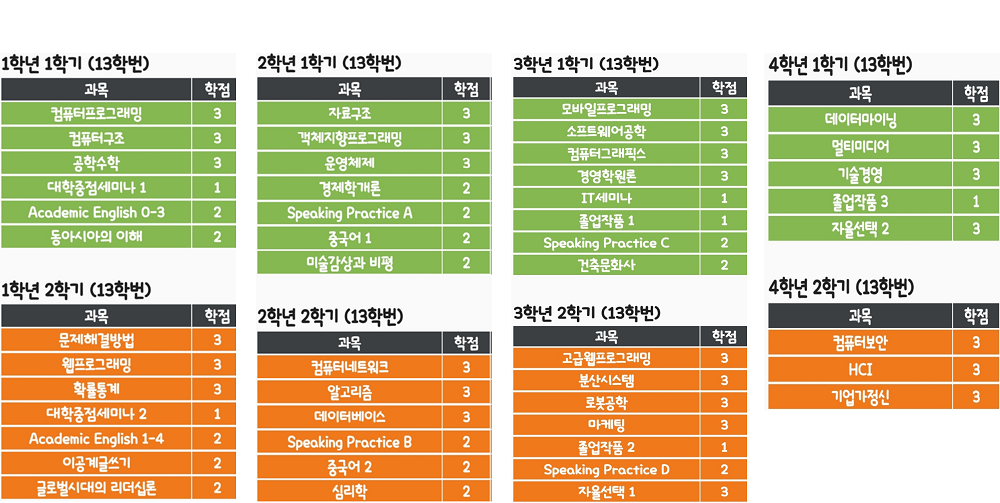 1학년 1학기 (13학번)
과목 학점
컴퓨터프로그래밍 3
컴퓨터구조 3
공학수학 3
대학중점세미나 1 1
Academic English 0-3 2
동아시아의 이해 2
1학년 2학기 (13학번)
과목 학점
문제해결방법 3
웹프로그래밍 3
확률통계 3
대학중점세미나 2 1
Academic English 1-4 2
이공계글쓰기 2
글로벌시대의 리더십론 2
2학년 1학기 (13학번)
과목 학점
자료구조 3
객체지향프로그래밍 3
운영체제 3
경제학개론 2
Speaking Practice A 2
중국어 1 2
미술감상과 비평 2
2학년 2학기 (13학번)
과목 학점
컴퓨터네트워크 3
알고리즘 3
데이터베이스 3
Speaking Practice B 2
중국어 2 2
심리학 2
3학년 1학기 (13학번)
과목 학점
모바일프로그래밍 3
소프트웨어공학 3
컴퓨터그래픽스 3
경영학원론 3
IT세미나 1
졸업작품 1 1
Speaking Practice C 2
건축문화사 2
3학년 2학기 (13학번)
과목 학점
고급웹프로그래밍 3
분산시스템 3
로봇공학 3
마케팅 3
졸업작품 2 1
Speaking Practice D 2
자율선택 1 3
4학년 1학기 (13학번)
과목 학점
데이터마이닝 3
멀티미디어 3
기술경영 3
졸업작품 3 1
자율선택 2 3
4학년 2학기 (13학번)
과목 학점
컴퓨터보안 3
HCI 3
기업가정신 3